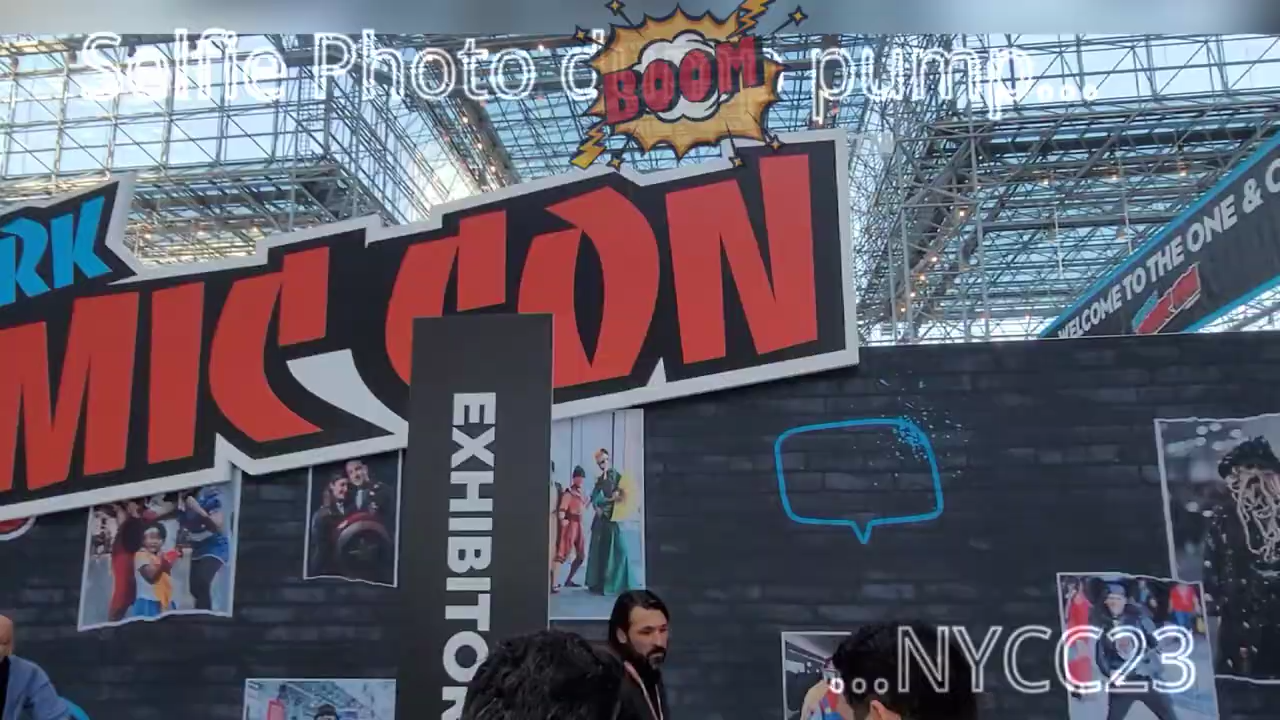 Selfie Photo d pump...
BOOM
RK
MIC CON
WELCOME TO THE ONE & O
EXHIBITOR
...NYCC23